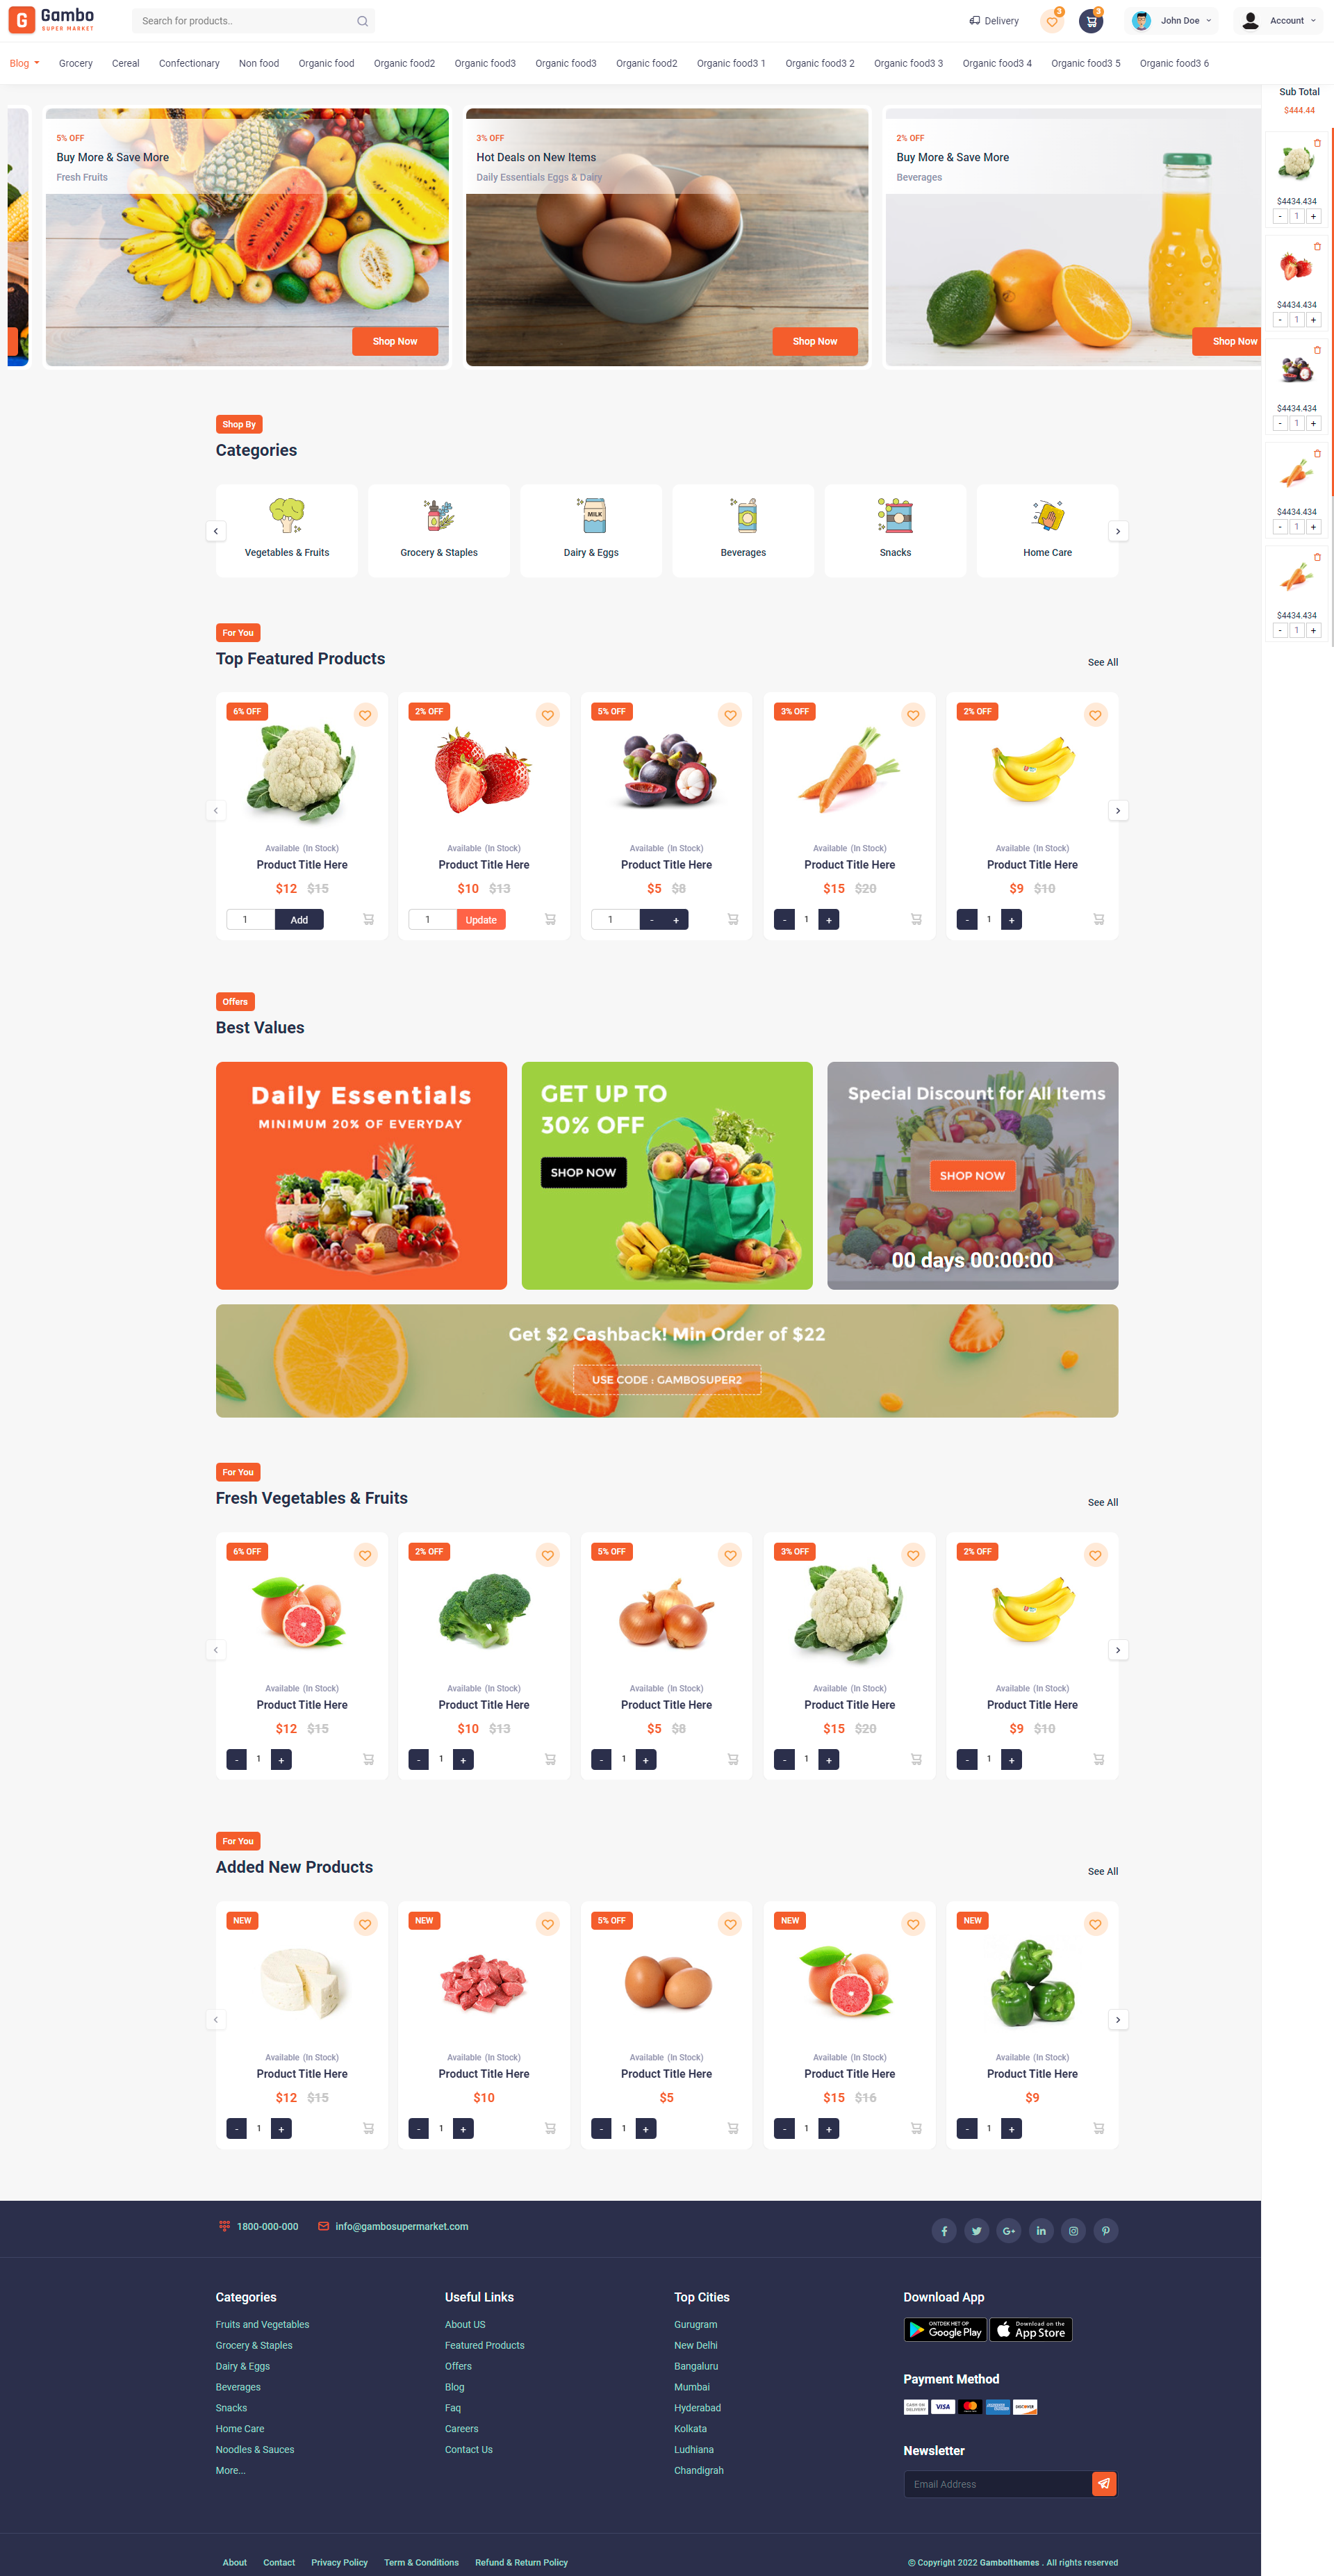 G Gambo
SUPER MARKET
Search for products..
Delivery
3
3
John Doe
Account
Blog Grocery Cereal Confectionary Non food Organic food Organic food2 Organic food3 Organic food3 Organic food2 Organic food3 1 Organic food3 2 Organic food3 3 Organic food3 4 Organic food3 5 Organic food3 6
5% OFF
Buy More & Save More
Fresh Fruits
Shop Now
3% OFF
Hot Deals on New Items
Daily Essentials Eggs & Dairy
Shop Now
2% OFF
Buy More & Save More
Beverages
Shop Now
Sub Total
$444.44
$4434.434
- 1 +
$4434.434
- 1 +
$4434.434
- 1 +
$4434.434
- 1 +
$4434.434
- 1 +
Shop By
Categories
MILK
Vegetables & Fruits Grocery & Staples Dairy & Eggs Beverages Snacks Home Care
For You
Top Featured Products
See All
6% OFF 2% OFF 5% OFF 3% OFF 2% OFF
Available (In Stock) Available (In Stock) Available (In Stock) Available (In Stock) Available (In Stock)
Product Title Here Product Title Here Product Title Here Product Title Here Product Title Here
$12 $15 $10 $13 $5 $8 $15 $20 $9 $10
1 Add 1 Update 1 - + - 1 + - 1 +
Offers
Best Values
Daily Essentials
MINIMUM 20% OF EVERYDAY
GET UP TO
30% OFF
SHOP NOW
Special Discount for All Items
SHOP NOW
00 days 00:00:00
Get $2 Cashback! Min Order of $22
USE CODE : GAMBOSUPER2
For You
Fresh Vegetables & Fruits
See All
6% OFF 2% OFF 5% OFF 3% OFF 2% OFF
Available (In Stock) Available (In Stock) Available (In Stock) Available (In Stock) Available (In Stock)
Product Title Here Product Title Here Product Title Here Product Title Here Product Title Here
$12 $15 $10 $13 $5 $8 $15 $20 $9 $10
- 1 + - 1 + - 1 + - 1 + - 1 +
For You
Added New Products
See All
NEW NEW 5% OFF NEW NEW
Available (In Stock) Available (In Stock) Available (In Stock) Available (In Stock) Available (In Stock)
Product Title Here Product Title Here Product Title Here Product Title Here Product Title Here
$12 $15 $10 $5 $15 $16 $9
- 1 + - 1 + - 1 + - 1 + - 1 +
1800-000-000 info@gambosupermarket.com
Categories
Fruits and Vegetables
Grocery & Staples
Dairy & Eggs
Beverages
Snacks
Home Care
Noodles & Sauces
More...
Useful Links
About US
Featured Products
Offers
Blog
Faq
Careers
Contact Us
Top Cities
Gurugram
New Delhi
Bangaluru
Mumbai
Hyderabad
Kolkata
Ludhiana
Chandigrah
Download App
ONTDEK HET OP
Google Play
Download on the
App Store
Payment Method
CASH ON
DELIVERY
VISA
AMERICAN EXPRESS
DISCOVER
Newsletter
Email Address
About Contact Privacy Policy Term & Conditions Refund & Return Policy
© Copyright 2022 Gambolthemes . All rights reserved